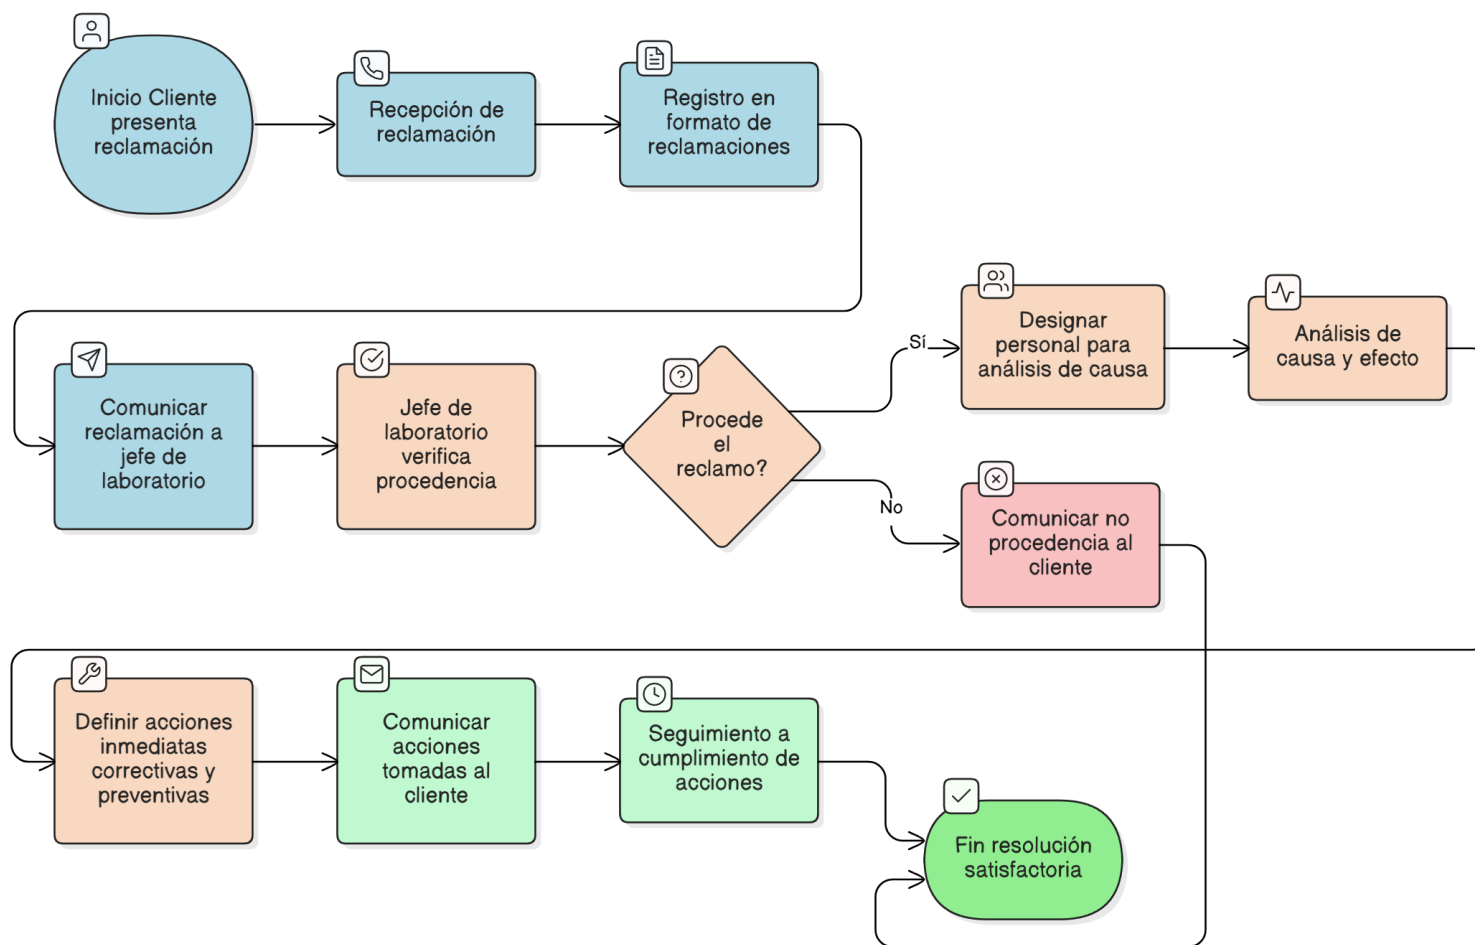 Inicio Cliente
presenta
reclamación
Recepción de
reclamación
Registro en
formato de
reclamaciones
Comunicar
reclamación a
jefe de
laboratorio
Jefe de
laboratorio
verifica
procedencia
Procede
el
reclamo?
Sí
Designar
personal para
análisis de causa
Análisis de
causa y efecto
No
Comunicar no
procedencia al
cliente
Definir acciones
inmediatas
correctivas y
preventivas
Comunicar
acciones
tomadas al
cliente
Seguimiento a
cumplimiento de
acciones
Fin resolución
satisfactoria